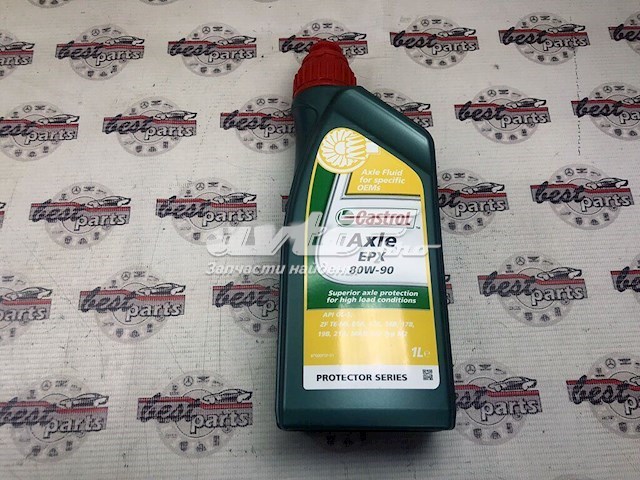 best
parts
Axle Fluid
for specific
OEMs
Castrol
Axle
EPX
80W-90
Запчасти найдены
Superior axle protection
for high load conditions
1L
PROTECTOR SERIES